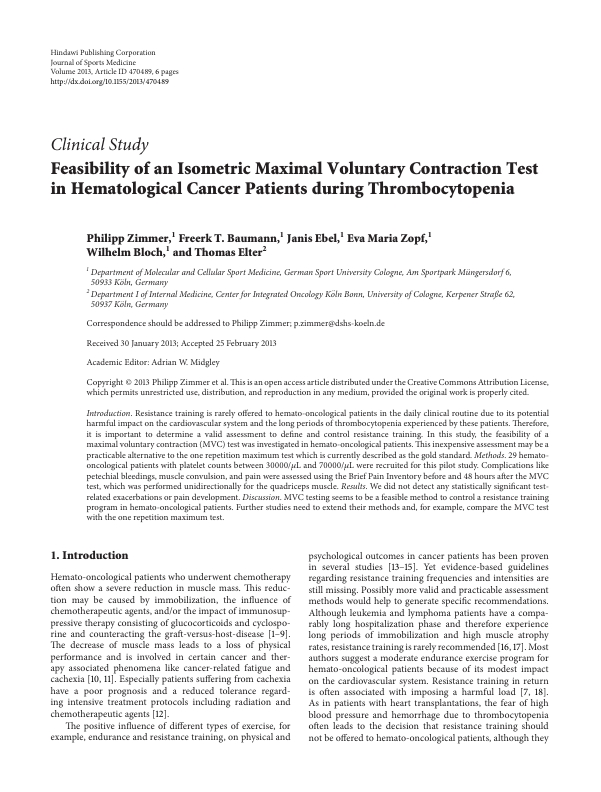 Hindawi Publishing Corporation
Journal of Sports Medicine
Volume 2013, Article ID 470489, 6 pages
http://dx.doi.org/10.1155/2013/470489
Clinical Study
Feasibility of an Isometric Maximal Voluntary Contraction Test
in Hematological Cancer Patients during Thrombocytopenia
Philipp Zimmer,1 Freerk T. Baumann,1 Janis Ebel,1 Eva Maria Zopf,1
Wilhelm Bloch,1 and Thomas Elter2
1 Department of Molecular and Cellular Sport Medicine, German Sport University Cologne, Am Sportpark Müngersdorf 6,
50933 Köln, Germany
2 Department I of Internal Medicine, Center for Integrated Oncology Köln Bonn, University of Cologne, Kerpener Straße 62,
50937 Köln, Germany
Correspondence should be addressed to Philipp Zimmer; p.zimmer@dshs-koeln.de
Received 30 January 2013; Accepted 25 February 2013
Academic Editor: Adrian W. Midgley
Copyright © 2013 Philipp Zimmer et al. This is an open access article distributed under the Creative Commons Attribution License,
which permits unrestricted use, distribution, and reproduction in any medium, provided the original work is properly cited.
Introduction. Resistance training is rarely offered to hemato-oncological patients in the daily clinical routine due to its potential
harmful impact on the cardiovascular system and the long periods of thrombocytopenia experienced by these patients. Therefore,
it is important to determine a valid assessment to define and control resistance training. In this study, the feasibility of a
maximal voluntary contraction (MVC) test was investigated in hemato-oncological patients. This inexpensive assessment may be a
practicable alternative to the one repetition maximum test which is currently described as the gold standard. Methods. 29 hemato-
oncological patients with platelet counts between 30000/μL and 70000/μL were recruited for this pilot study. Complications like
petechial bleedings, muscle convulsion, and pain were assessed using the Brief Pain Inventory before and 48 hours after the MVC
test, which was performed unidirectionally for the quadriceps muscle. Results. We did not detect any statistically significant test-
related exacerbations or pain development. Discussion. MVC testing seems to be a feasible method to control a resistance training
program in hemato-oncological patients. Further studies need to extend their methods and, for example, compare the MVC test
with the one repetition maximum test.
1. Introduction
Hemato-oncological patients who underwent chemotherapy
often show a severe reduction in muscle mass. This reduc-
tion may be caused by immobilization, the influence of
chemotherapeutic agents, and/or the impact of immunosup-
pressive therapy consisting of glucocorticoids and cyclospo-
rine and counteracting the graft-versus-host-disease [1–9].
The decrease of muscle mass leads to a loss of physical
performance and is involved in certain cancer and ther-
apy associated phenomena like cancer-related fatigue and
cachexia [10, 11]. Especially patients suffering from cachexia
have a poor prognosis and a reduced tolerance regard-
ing intensive treatment protocols including radiation and
chemotherapeutic agents [12].
The positive influence of different types of exercise, for
example, endurance and resistance training, on physical and
psychological outcomes in cancer patients has been proven
in several studies [13–15]. Yet evidence-based guidelines
regarding resistance training frequencies and intensities are
still missing. Possibly more valid and practicable assessment
methods would help to generate specific recommendations.
Although leukemia and lymphoma patients have a compa-
rably long hospitalization phase and therefore experience
long periods of immobilization and high muscle atrophy
rates, resistance training is rarely recommended [16, 17]. Most
authors suggest a moderate endurance exercise program for
hemato-oncological patients because of its modest impact
on the cardiovascular system. Resistance training in return
is often associated with imposing a harmful load [7, 18].
As in patients with heart transplantations, the fear of high
blood pressure and hemorrhage due to thrombocytopenia
often leads to the decision that resistance training should
not be offered to hemato-oncological patients, although they